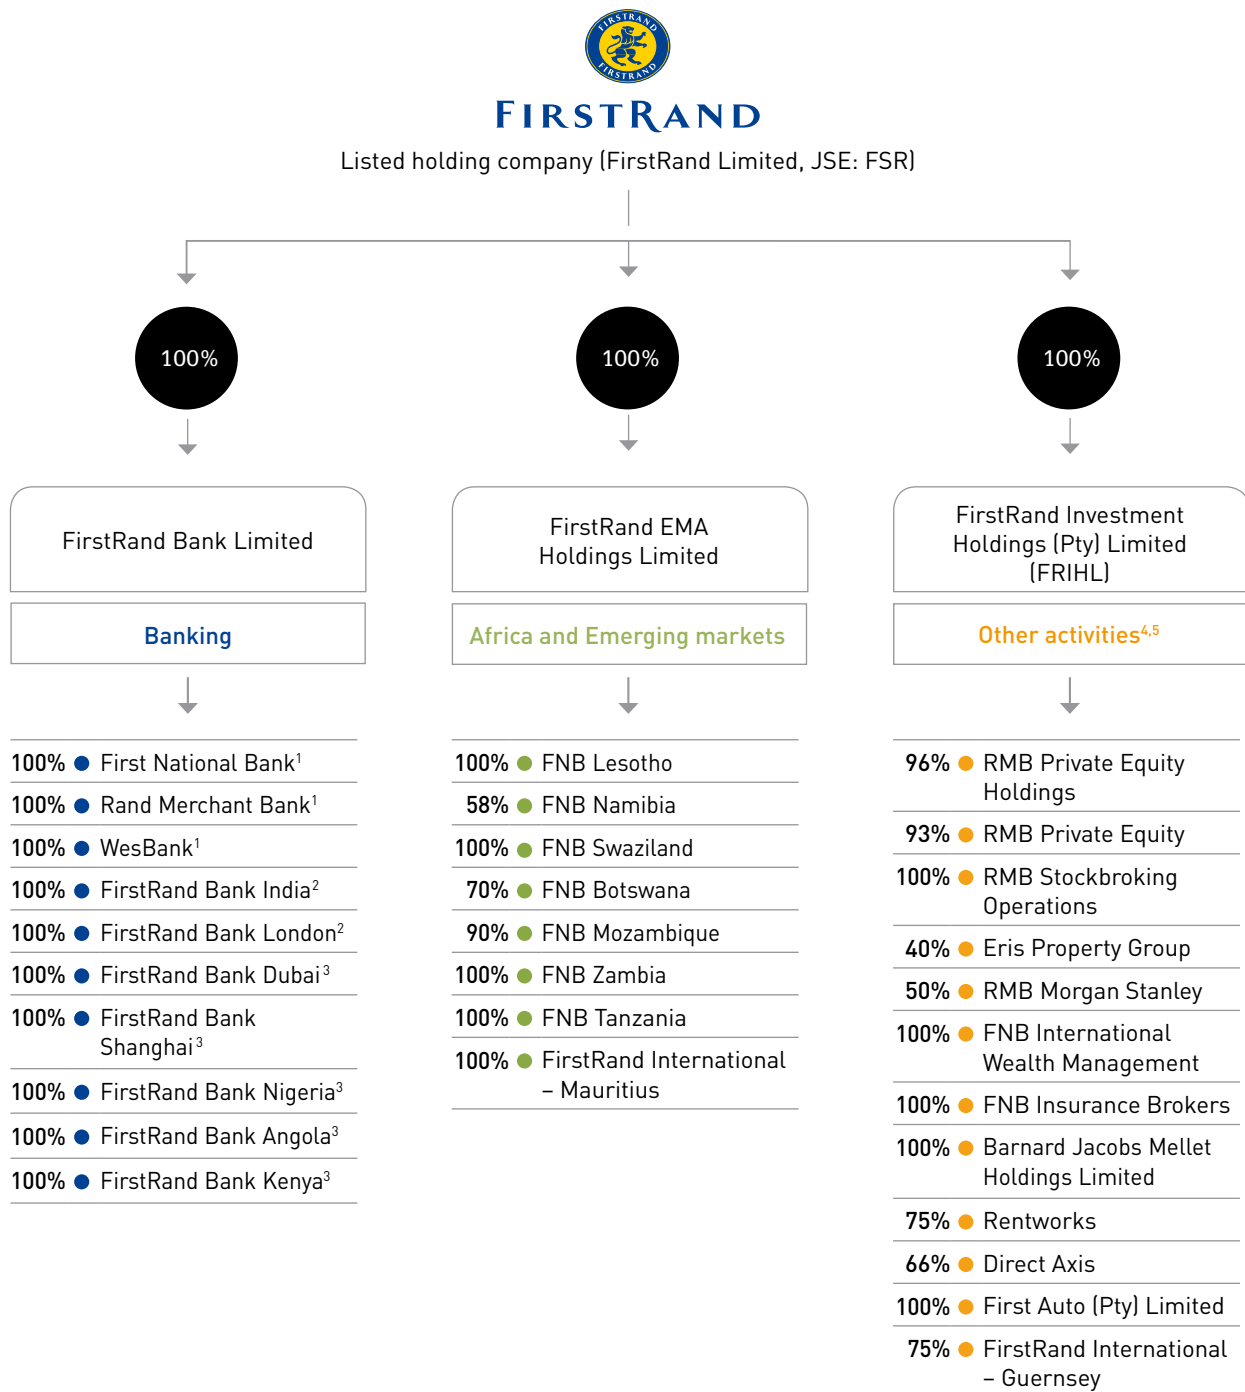 FIRSTRAND
FIRSTRAND
FIRSTRAND
Listed holding company (FirstRand Limited, JSE: FSR)
100%
100%
100%
FirstRand Bank Limited
Banking
100% First National Bank1
100% Rand Merchant Bank1
100% WesBank1
100% FirstRand Bank India2
100% FirstRand Bank London2
100% FirstRand Bank Dubai3
100% FirstRand Bank
Shanghai3
100% FirstRand Bank Nigeria3
100% FirstRand Bank Angola3
100% FirstRand Bank Kenya3
FirstRand EMA
Holdings Limited
Africa and Emerging markets
100% FNB Lesotho
58% FNB Namibia
100% FNB Swaziland
70% FNB Botswana
90% FNB Mozambique
100% FNB Zambia
100% FNB Tanzania
100% FirstRand International
– Mauritius
FirstRand Investment
Holdings (Pty) Limited
(FRIHL)
Other activities4,5
96% RMB Private Equity
Holdings
93% RMB Private Equity
100% RMB Stockbroking
Operations
40% Eris Property Group
50% RMB Morgan Stanley
100% FNB International
Wealth Management
100% FNB Insurance Brokers
100% Barnard Jacobs Mellet
Holdings Limited
75% Rentworks
66% Direct Axis
100% First Auto (Pty) Limited
75% FirstRand International
– Guernsey